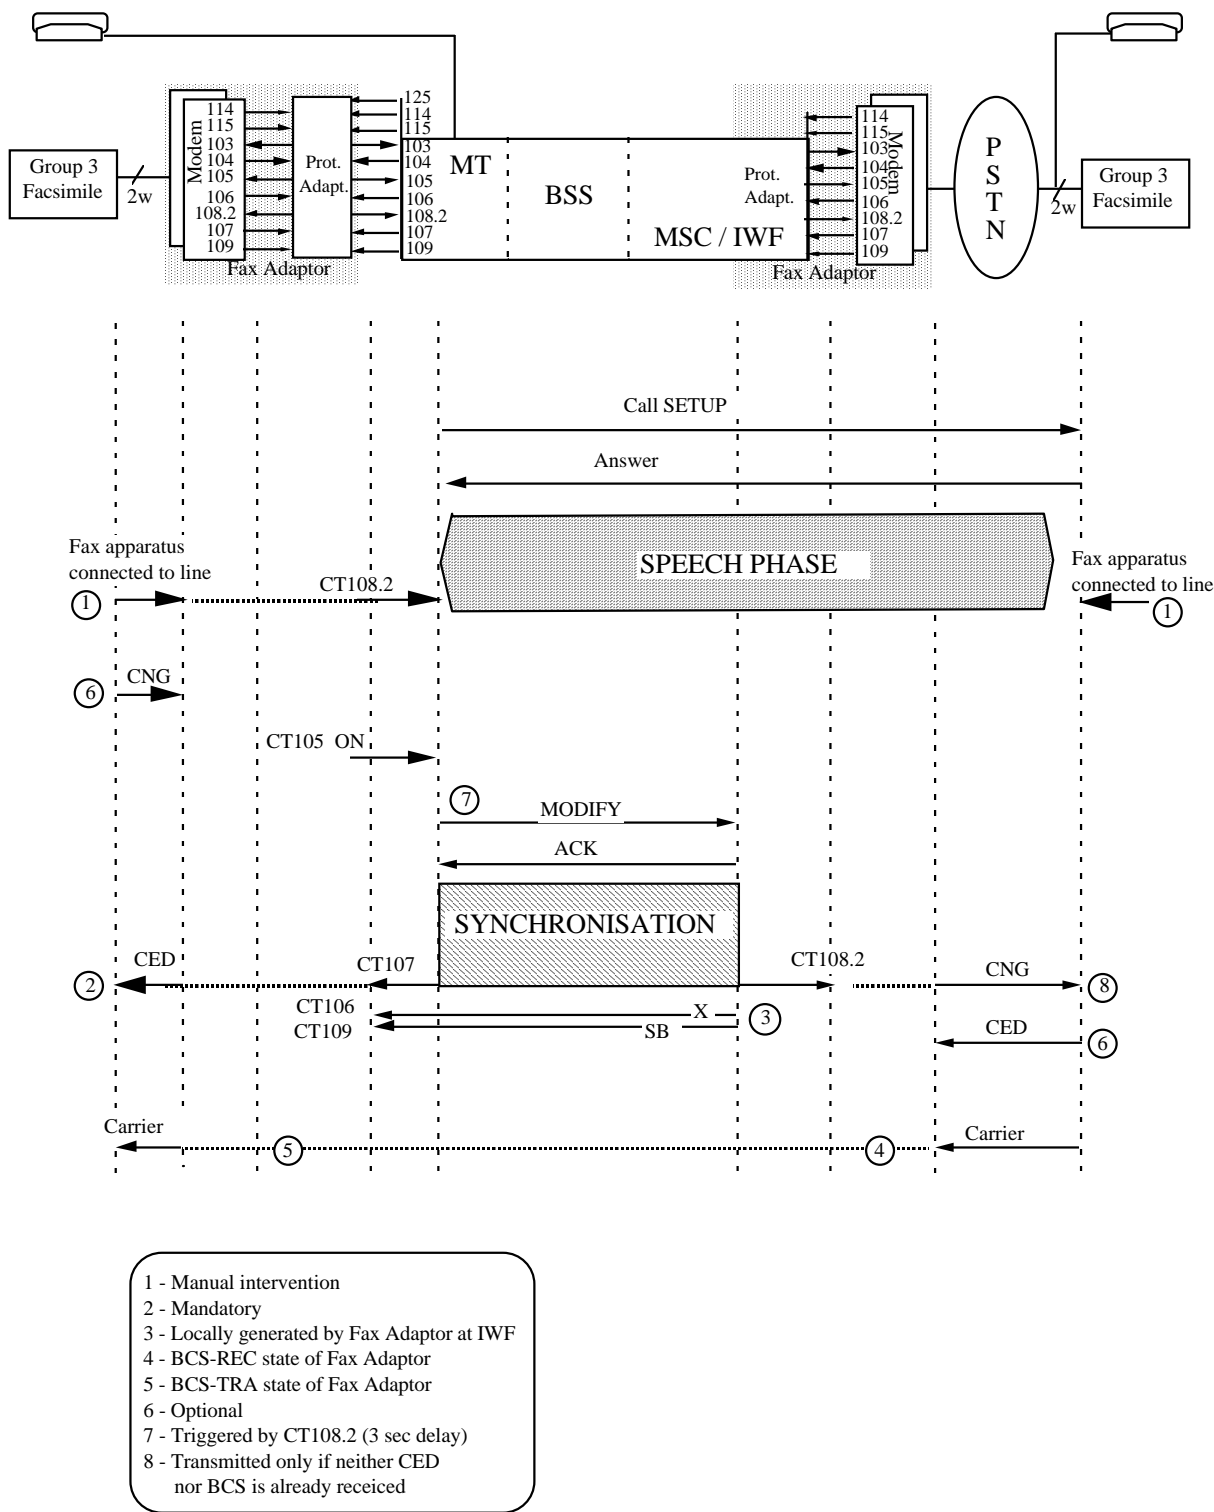 125
114
114
115
115
103
103
104
104
105
105
106
106
108.2
108.2
107
107
109
109
Modem
Prot.
Adapt.
Fax Adaptor
Group 3
Facsimile
2w
MT
BSS
MSC / IWF
Prot.
Adapt.
114
115
103
104
105
106
108.2
107
109
Modem
Fax Adaptor
P
S
T
N
2w
Group 3
Facsimile
Call SETUP
Answer
SPEECH PHASE
Fax apparatus
connected to line
1
CT108.2
Fax apparatus
connected to line
1
CNG
6
CT105 ON
7
MODIFY
ACK
SYNCHRONISATION
CED
2
CT107
CT108.2
CNG
8
CT106
X
3
CT109
SB
CED
6
Carrier
5
4
Carrier
1 - Manual intervention
2 - Mandatory
3 - Locally generated by Fax Adaptor at IWF
4 - BCS-REC state of Fax Adaptor
5 - BCS-TRA state of Fax Adaptor
6 - Optional
7 - Triggered by CT108.2 (3 sec delay)
8 - Transmitted only if neither CED
nor BCS is already receiced